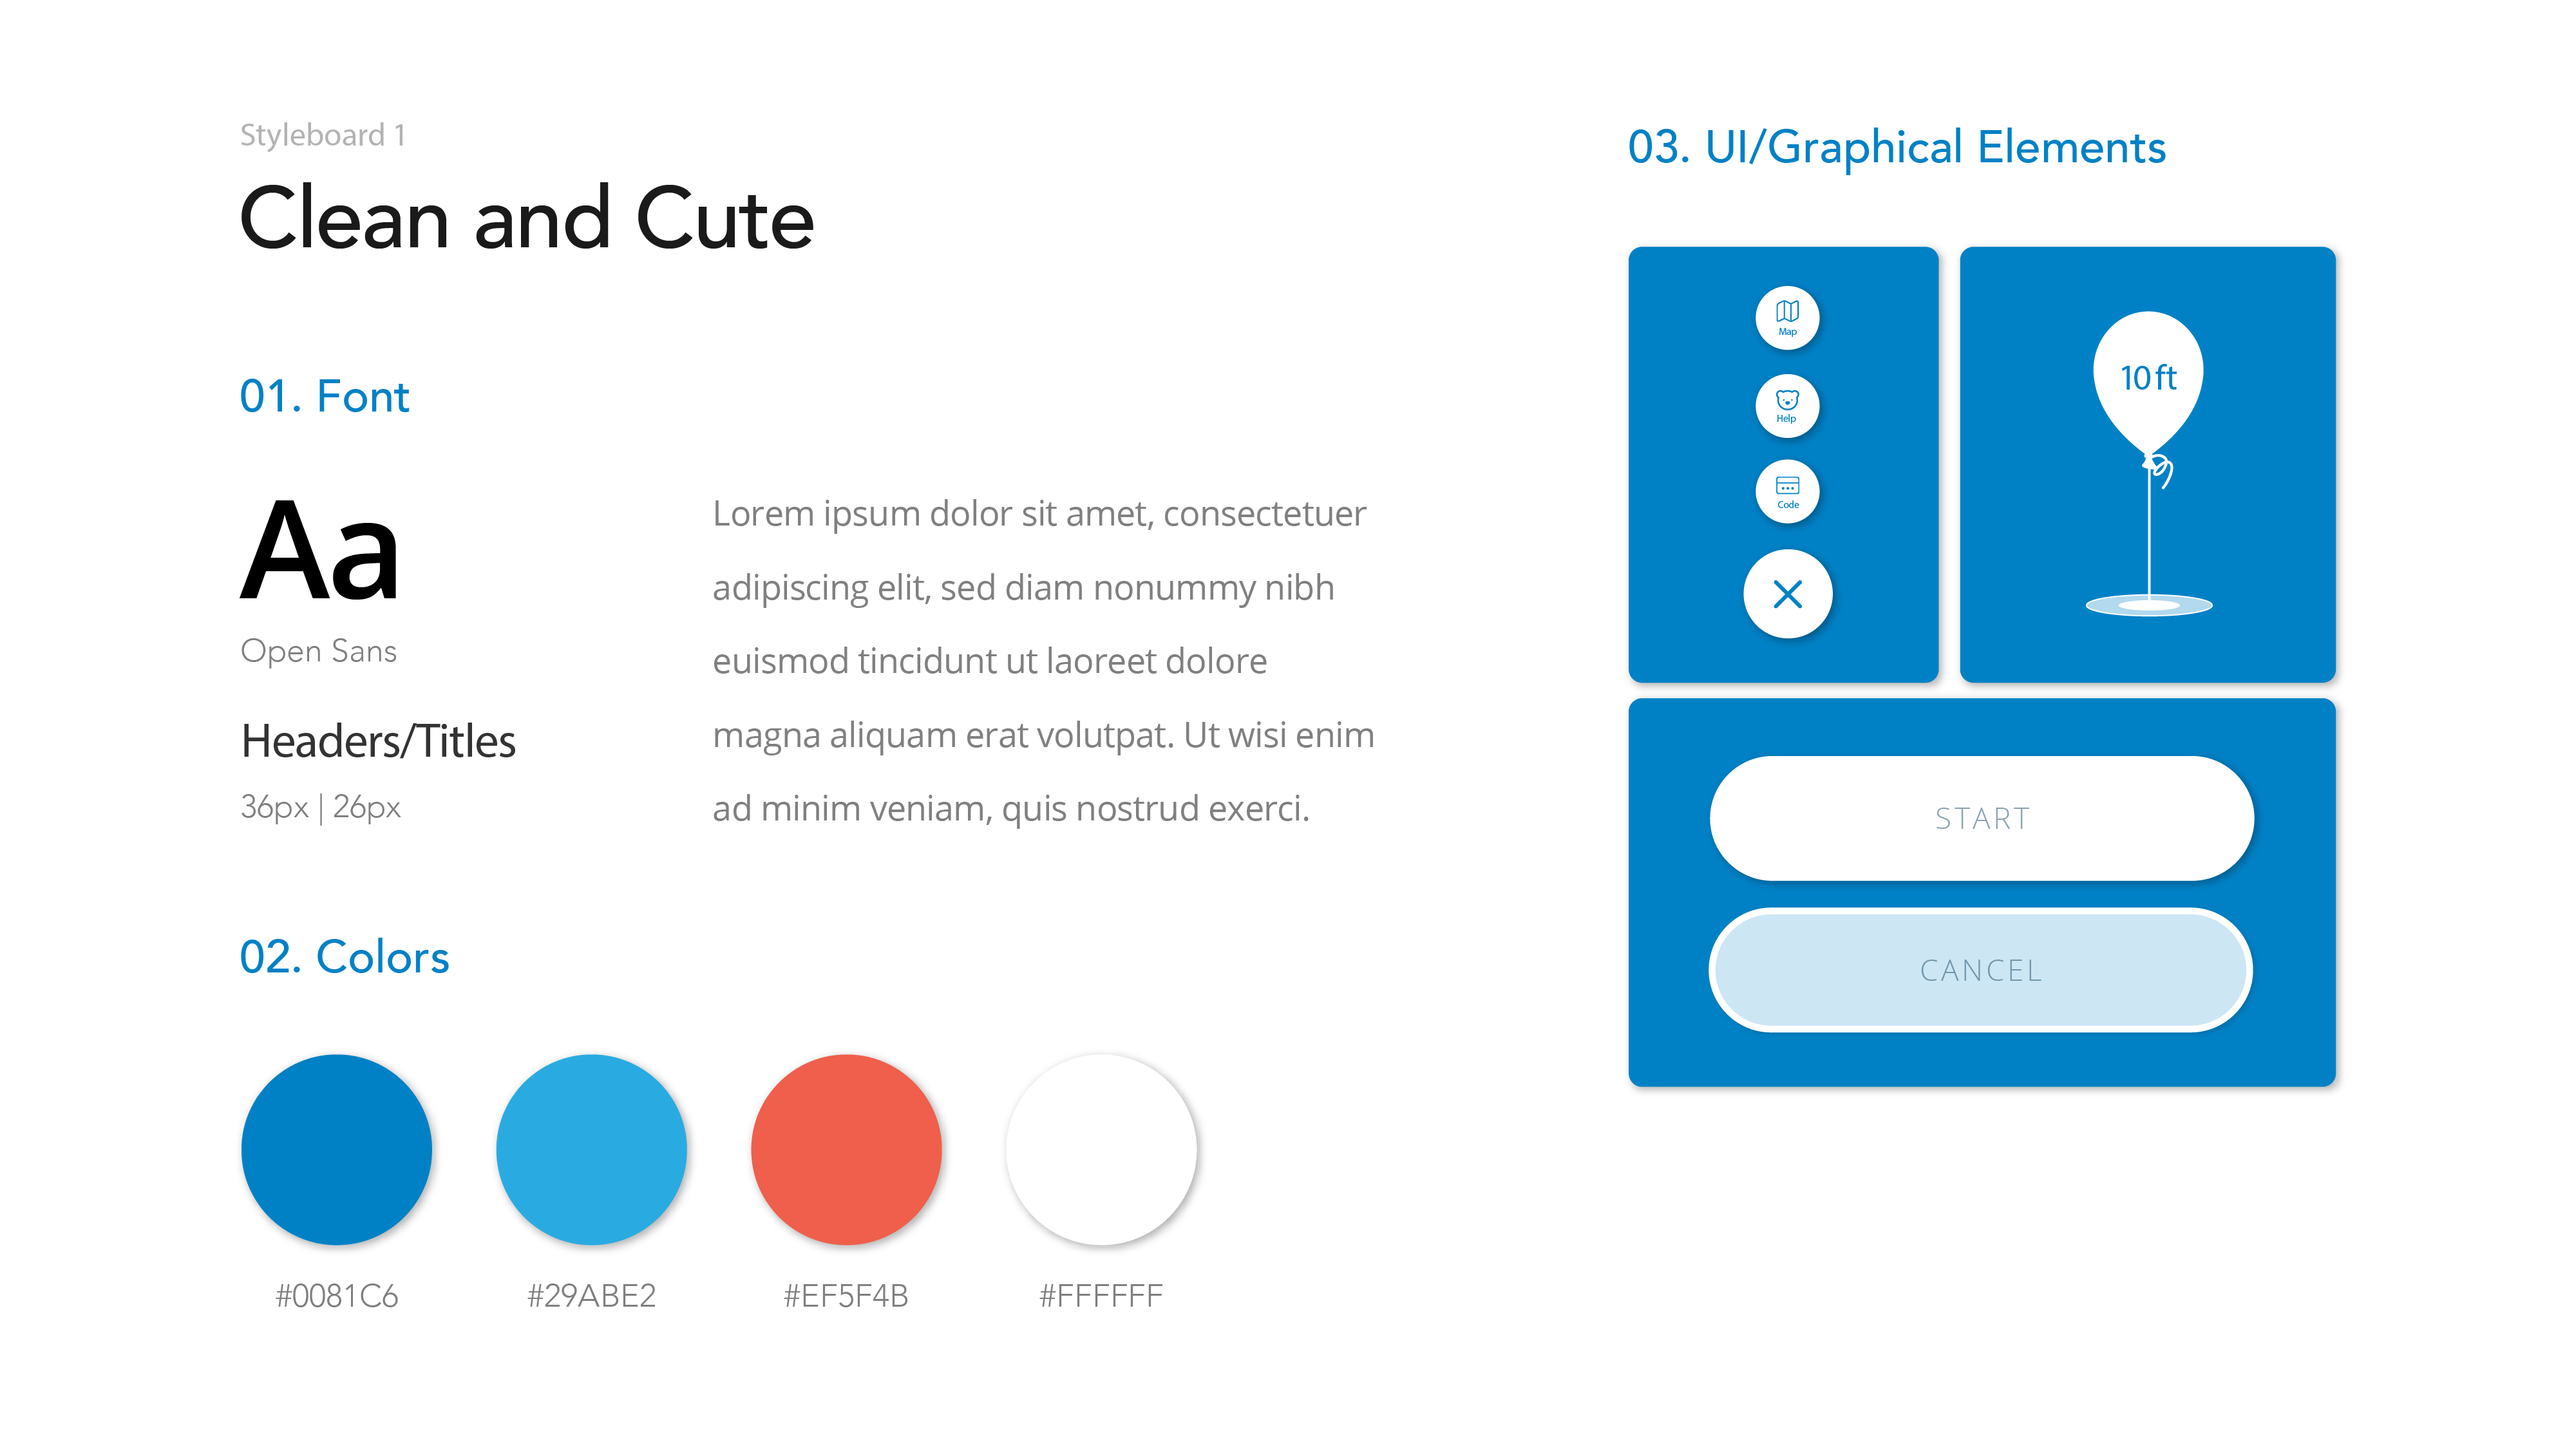 Styleboard 1
Clean and Cute
01. Font
Aa
Open Sans
Headers/Titles
36px | 26px
Lorem ipsum dolor sit amet, consectetuer
adipiscing elit, sed diam nonummy nibh
euismod tincidunt ut laoreet dolore
magna aliquam erat volutpat. Ut wisi enim
ad minim veniam, quis nostrud exerci.
02. Colors
#0081C6
#29ABE2
#EF5F4B
#FFFFFF
03. UI/Graphical Elements
Map
Help
Code
10 ft
START
CANCEL